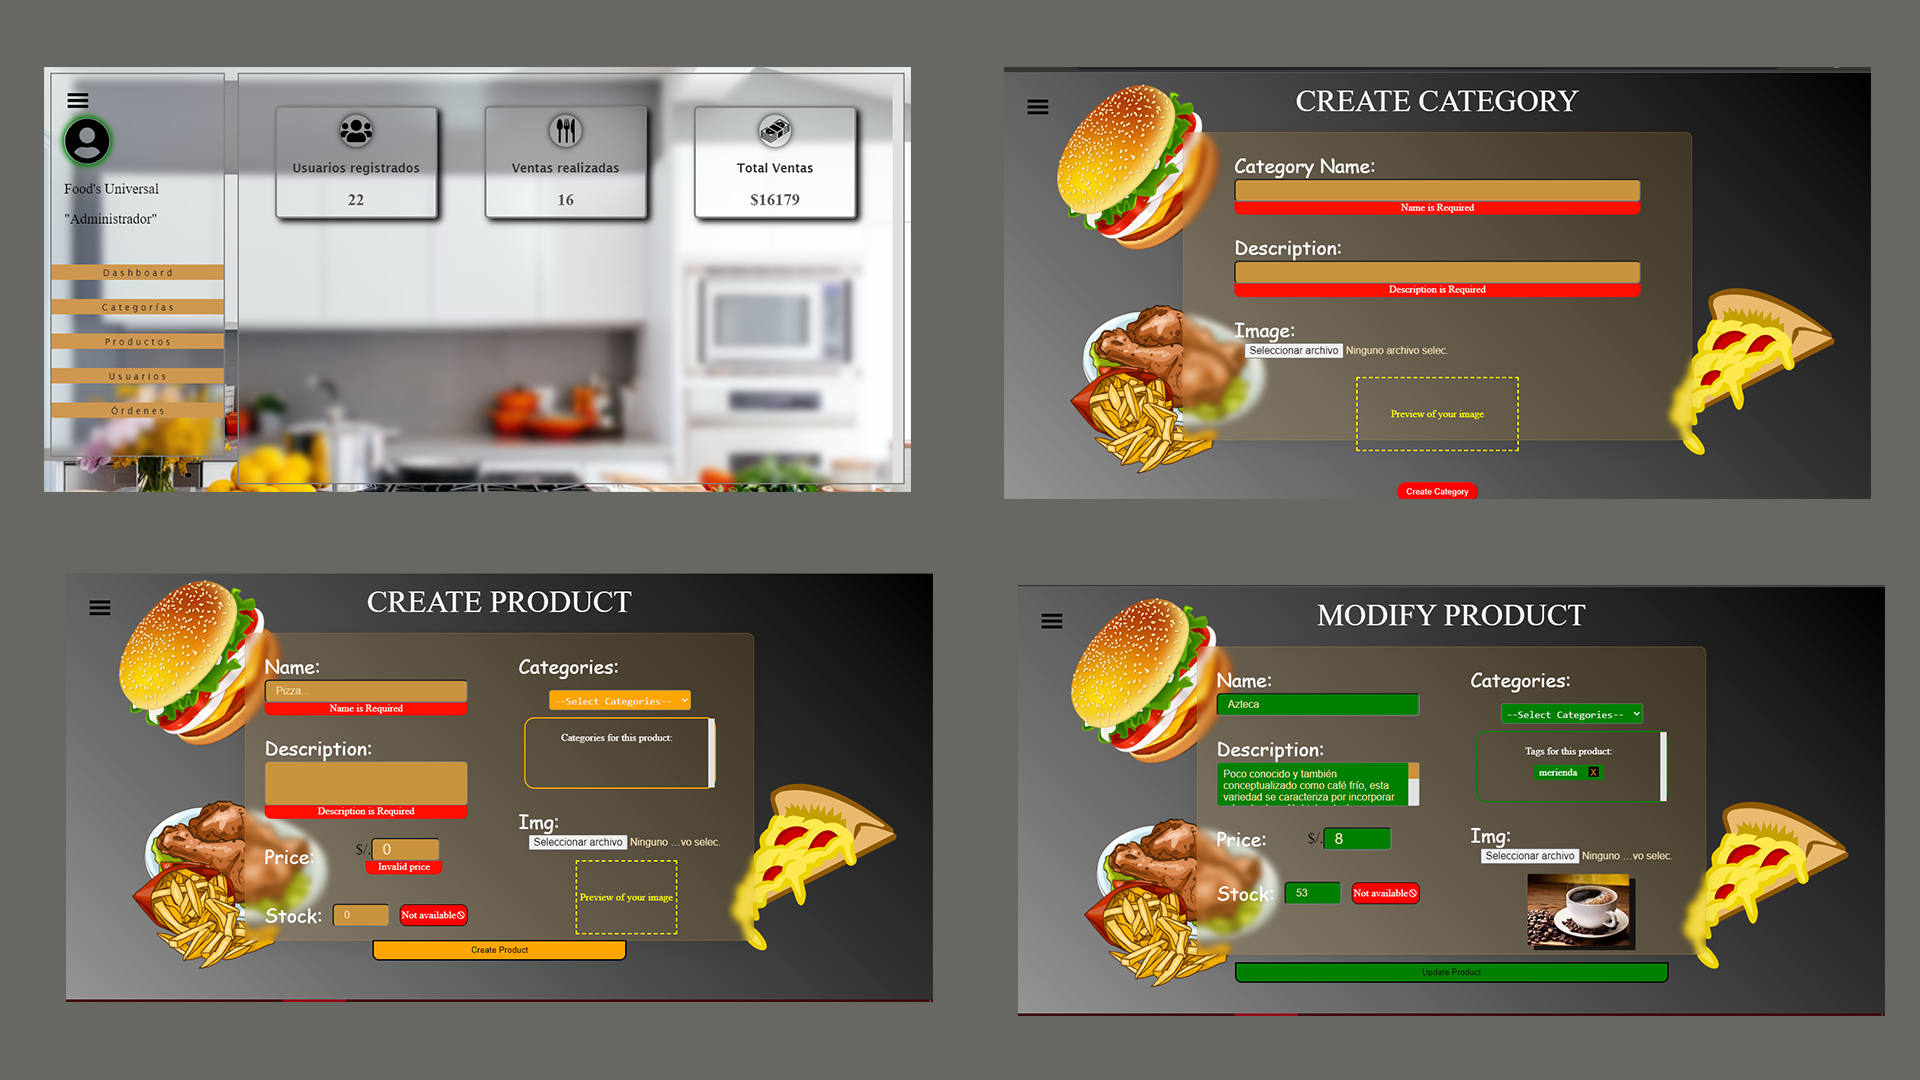 Food's Universal
"Administrador"
Dashboard
Categorías
Productos
Usuarios
Órdenes
Usuarios registrados
22
Ventas realizadas
16
Total Ventas
$16179
CREATE CATEGORY
Category Name:
Name is Required
Description:
Description is Required
Image:
Seleccionar archivo Ninguno archivo selec.
Preview of your image
Create Category
CREATE PRODUCT
Name:
Pizza...
Name is Required
Description:
Description is Required
Price: S/. 0
Invalid price
Stock: 0 Not available
Categories:
--Select Categories--
Categories for this product:
Img:
Seleccionar archivo Ninguno ...vo selec.
Preview of your image
Create Product
MODIFY PRODUCT
Name:
Azteca
Description:
Poco conocido y también
conceptualizado como café frío, esta
variedad se caracteriza por incorporar
Price: S/. 8
Stock: 53 Not available
Categories:
--Select Categories--
Tags for this product:
merienda X
Img:
Seleccionar archivo Ninguno ...vo selec.
Update Product